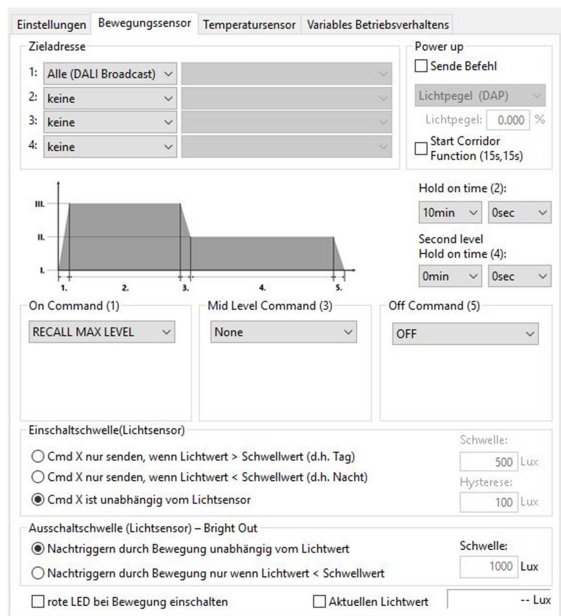 Einstellungen Bewegungssensor Temperatursensor Variables Betriebsverhaltens
Zieladresse
1: Alle (DALI Broadcast)
2: keine
3: keine
4: keine
Power up
Sende Befehl
Lichtpegel (DAP)
Lichtpegel: 0.000 %
Start Corridor
Function (15s,15s)
III.
II.
I.
1. 2. 3. 4. 5.
Hold on time (2):
10min 0sec
Second level
Hold on time (4):
0min 0sec
On Command (1)
RECALL MAX LEVEL
Mid Level Command (3)
None
Off Command (5)
OFF
Einschaltschwelle(Lichtsensor)
Cmd X nur senden, wenn Lichtwert > Schwellwert (d.h. Tag)
Cmd X nur senden, wenn Lichtwert < Schwellwert (d.h. Nacht)
Cmd X ist unabhängig vom Lichtsensor
Schwelle:
500 Lux
Hysterese:
100 Lux
Ausschaltschwelle (Lichtsensor) – Bright Out
Nachtriggern durch Bewegung unabhängig vom Lichtwert
Nachtriggern durch Bewegung nur wenn Lichtwert < Schwellwert
Schwelle:
1000 Lux
rote LED bei Bewegung einschalten
Aktuellen Lichtwert -- Lux